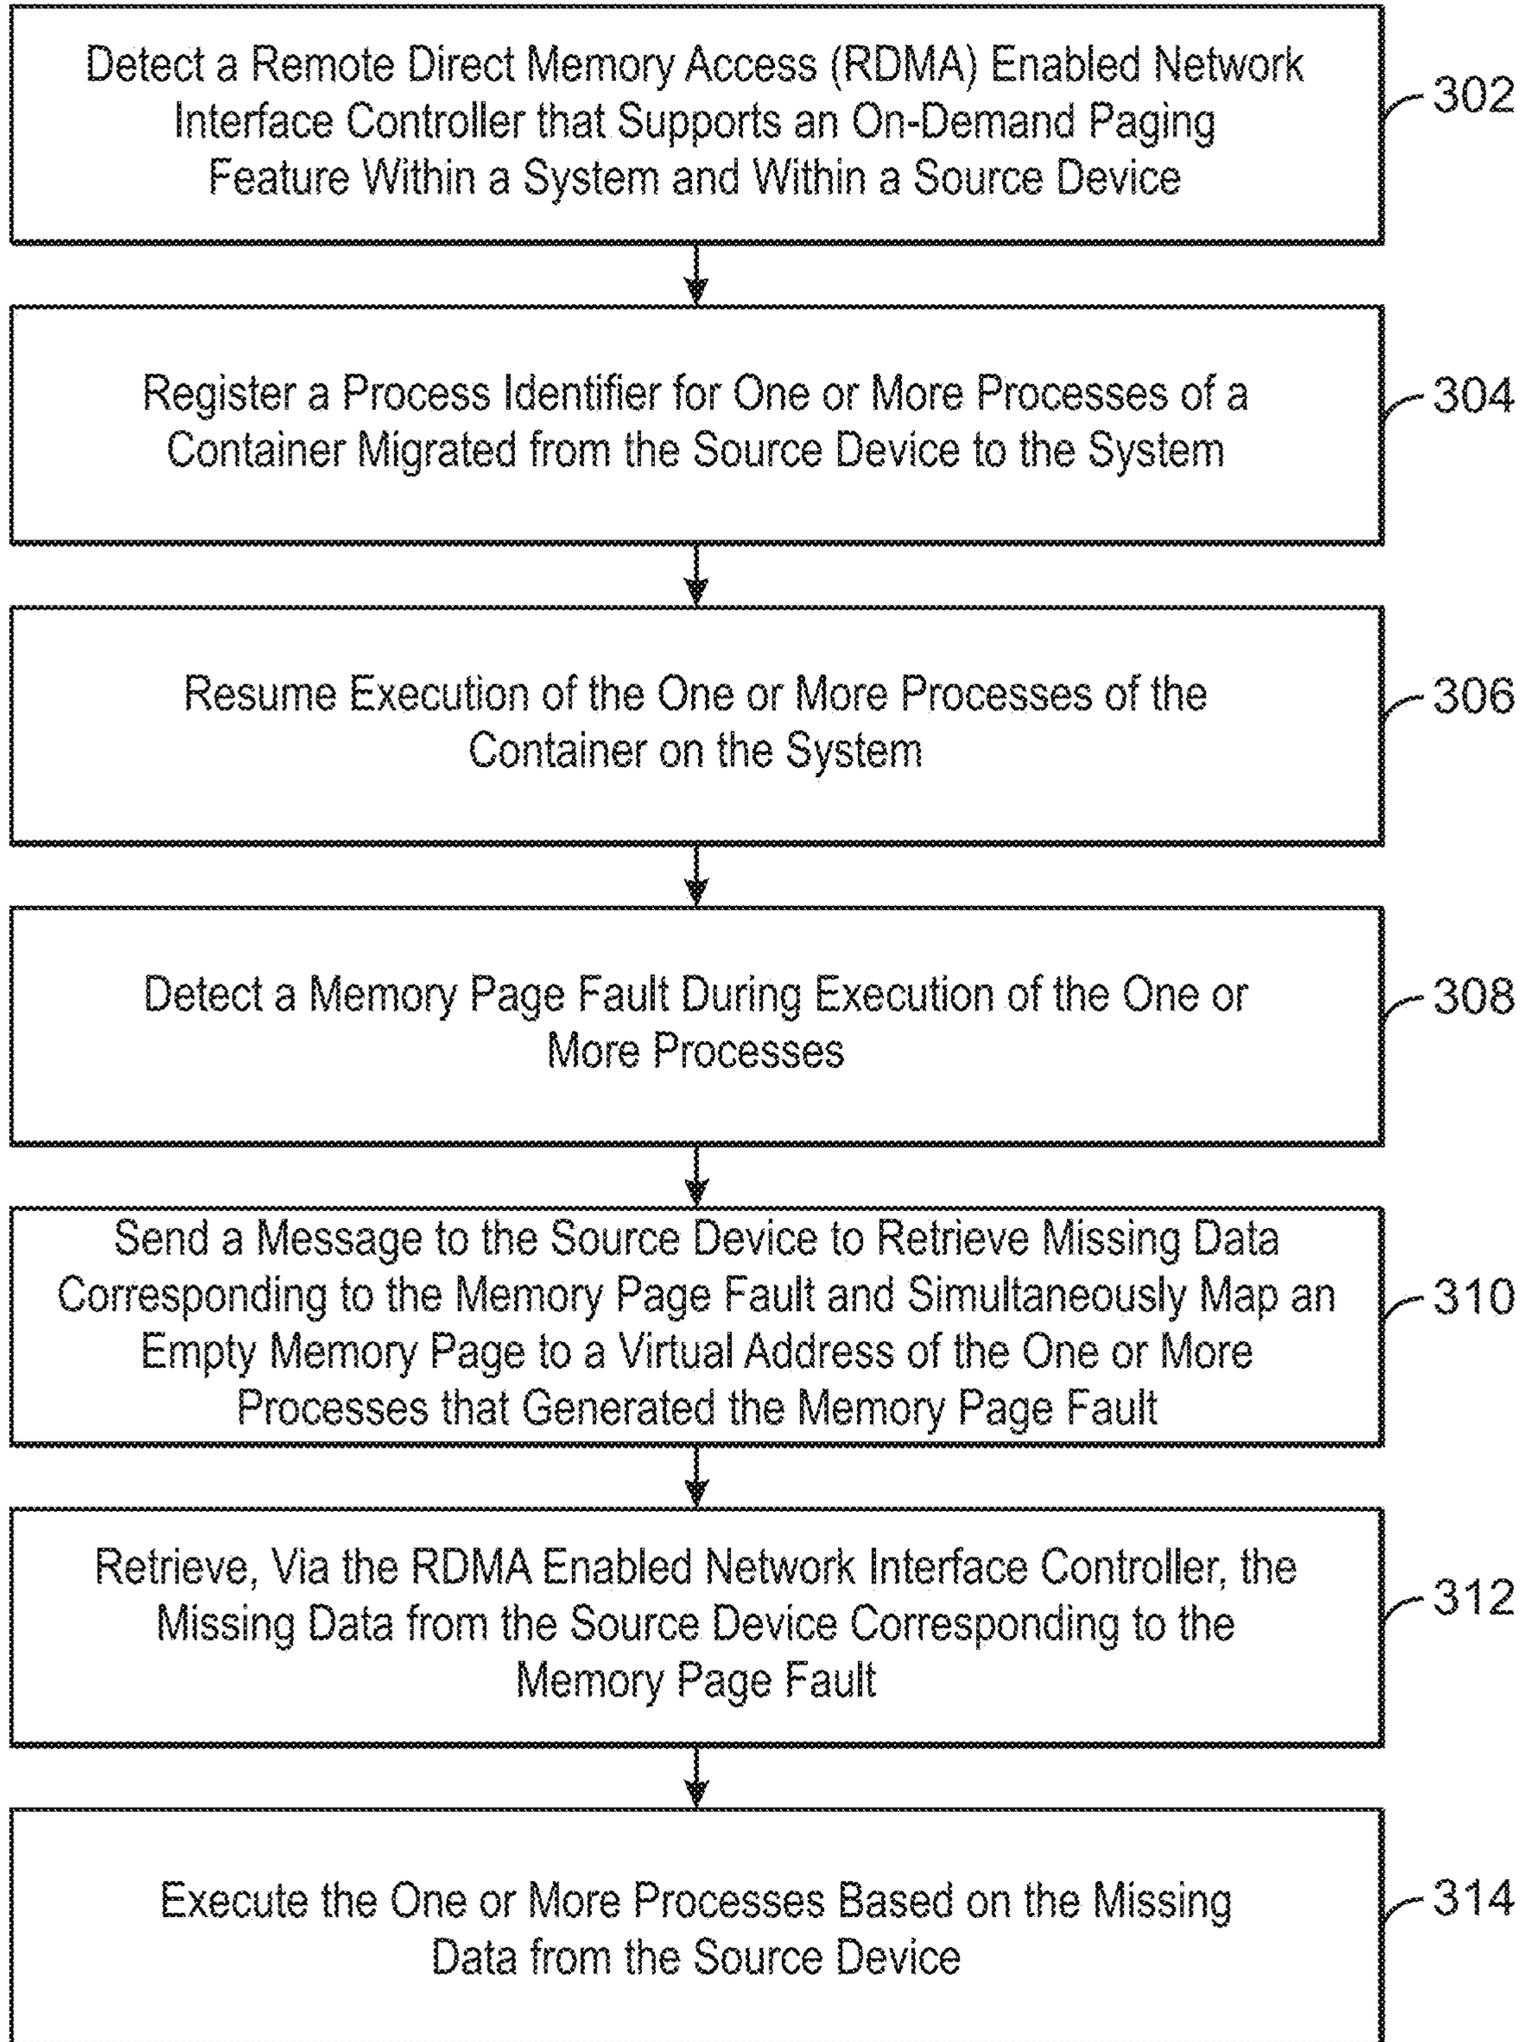 Detect a Remote Direct Memory Access (RDMA) Enabled Network
Interface Controller that Supports an On-Demand Paging
Feature Within a System and Within a Source Device
302
Register a Process Identifier for One or More Processes of a
Container Migrated from the Source Device to the System
304
Resume Execution of the One or More Processes of the
Container on the System
306
Detect a Memory Page Fault During Execution of the One or
More Processes
308
Send a Message to the Source Device to Retrieve Missing Data
Corresponding to the Memory Page Fault and Simultaneously Map an
Empty Memory Page to a Virtual Address of the One or More
Processes that Generated the Memory Page Fault
310
Retrieve, Via the RDMA Enabled Network Interface Controller, the
Missing Data from the Source Device Corresponding to the
Memory Page Fault
312
Execute the One or More Processes Based on the Missing
Data from the Source Device
314